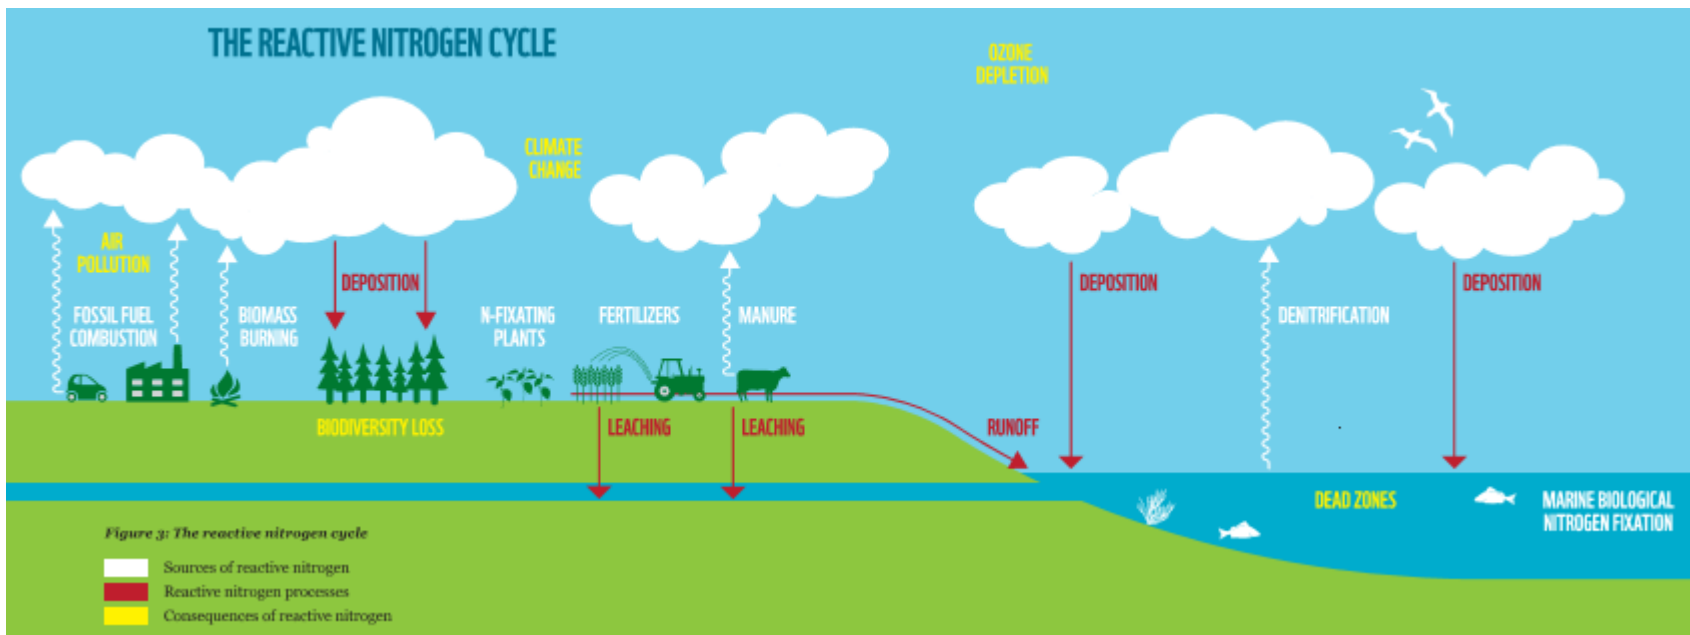 THE REACTIVE NITROGEN CYCLE
OZONE
DEPLETION
CLIMATE
CHANGE
AIR
POLLUTION
FOSSIL FUEL
COMBUSTION
BIOMASS
BURNING
DEPOSITION
N-FIXATING
PLANTS
FERTILIZERS
MANURE
DEPOSITION
DENITRIFICATION
DEPOSITION
BIODIVERSITY LOSS
LEACHING
LEACHING
RUNOFF
DEAD ZONES
MARINE BIOLOGICAL
NITROGEN FIXATION
Figure 3: The reactive nitrogen cycle
Sources of reactive nitrogen
Reactive nitrogen processes
Consequences of reactive nitrogen